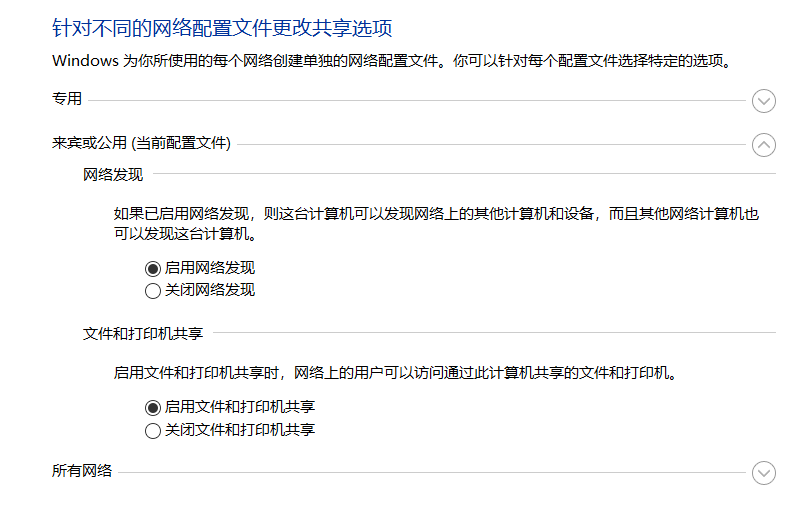 针对不同的网络配置文件更改共享选项
Windows 为你所使用的每个网络创建单独的网络配置文件。你可以针对每个配置文件选择特定的选项。
专用
来宾或公用 (当前配置文件)
网络发现
如果已启用网络发现，则这台计算机可以发现网络上的其他计算机和设备，而且其他网络计算机也
可以发现这台计算机。
启用网络发现
关闭网络发现
文件和打印机共享
启用文件和打印机共享时，网络上的用户可以访问通过此计算机共享的文件和打印机。
启用文件和打印机共享
关闭文件和打印机共享
所有网络